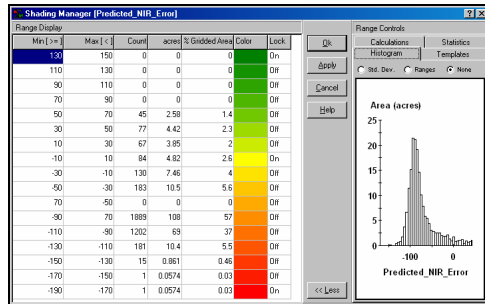 Shading Manager [Predicted_NIR_Error]
Range Display
Min [ >= ] Max [ < ] Count acres % Gridded Area Color Lock
130 150 0 0 0 On
110 130 0 0 0 Off
90 110 0 0 0 Off
70 90 0 0 0 Off
50 70 45 2.58 1.4 Off
30 50 77 4.42 2.3 Off
10 30 67 3.85 2 Off
-10 10 84 4.82 2.6 On
-30 -10 130 7.46 4 Off
-50 -30 183 10.5 5.6 Off
70 -50 0 0 0 Off
-90 70 1889 108 57 Off
-110 -90 1202 69 37 Off
-130 -110 181 10.4 5.5 Off
-150 -130 15 0.861 0.46 Off
-170 -150 1 0.0574 0.03 Off
-190 -170 1 0.0574 0.03 On
Ok
Apply
Cancel
Help
<< Less
Range Controls
Calculations Statistics
Histogram Templates
Std. Dev. Ranges None
Area (acres)
25
20
15
10
5
0
-100 0
Predicted_NIR_Error